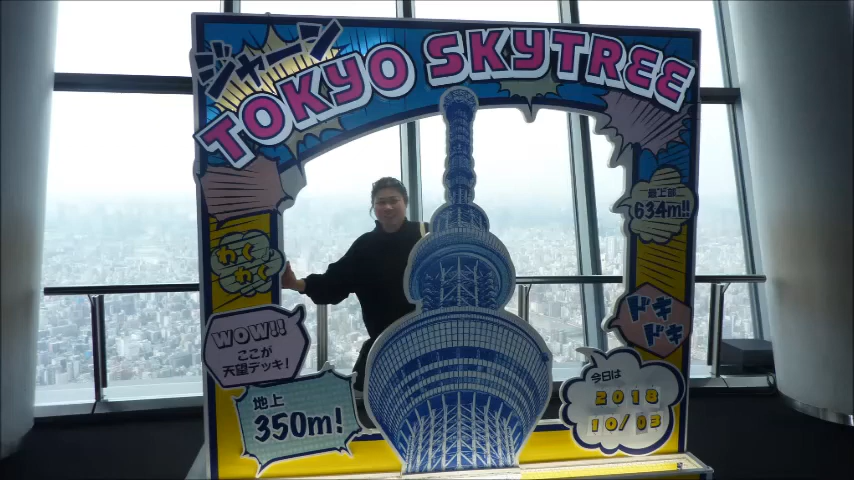 ジャーン
TOKYO SKYTREE
最上部
634m!!
わく
わく
ドキ
ドキ
WOW!!
ここが
天望デッキ!
地上
350m!
今日は
2018
10/03